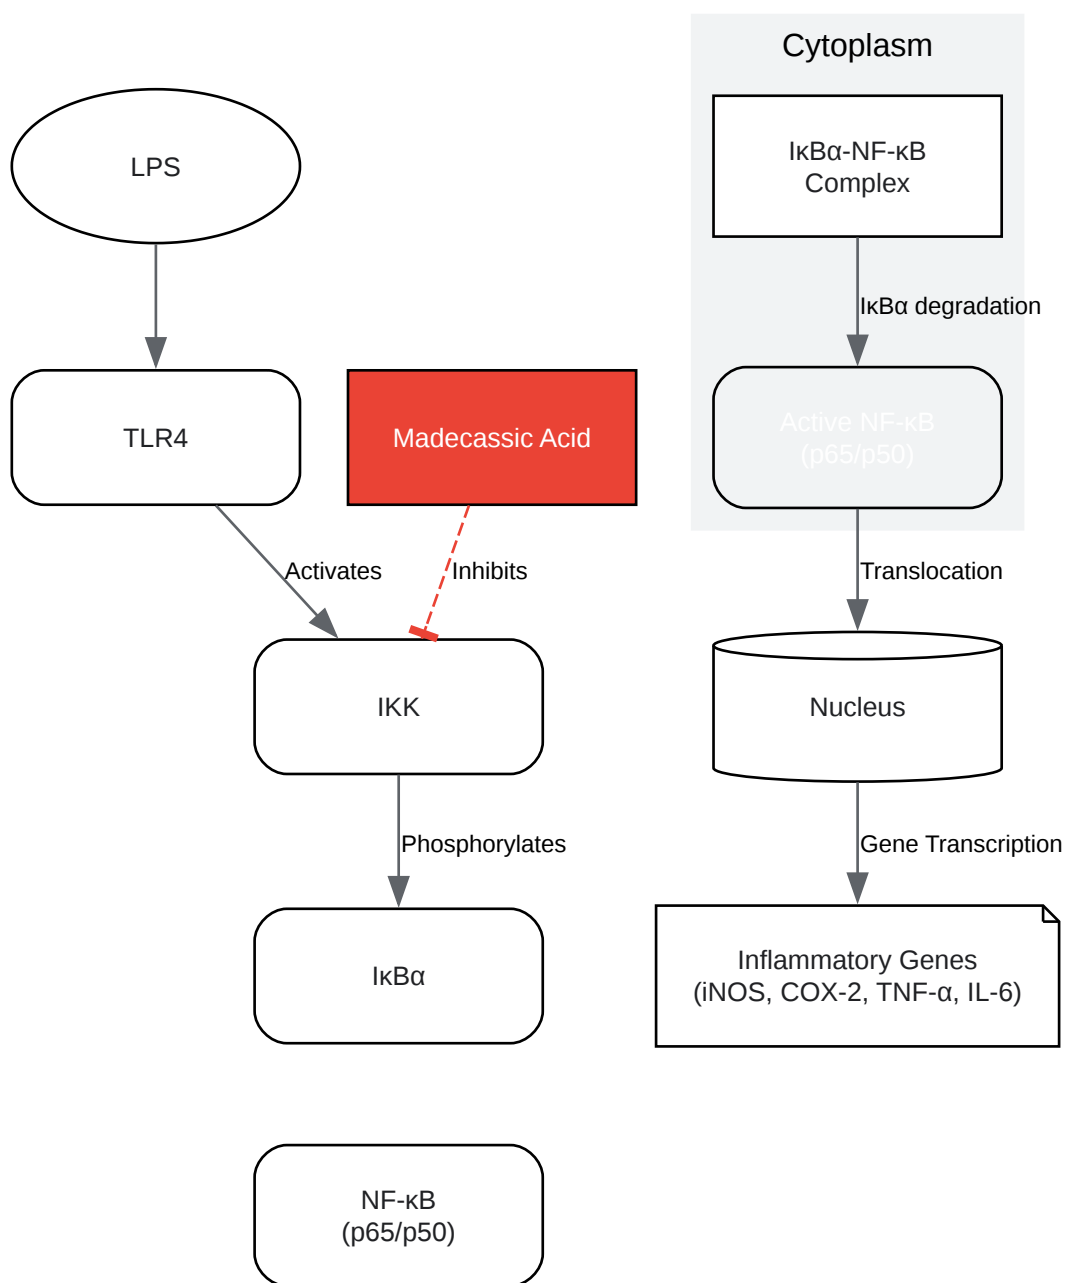 Cytoplasm
LPS
IκBα-NF-κB
Complex
IκBα degradation
TLR4
Madecassic Acid
Active NF-κB
(p65/p50)
Activates
Inhibits
Translocation
IKK
Nucleus
Phosphorylates
Gene Transcription
IκBα
Inflammatory Genes
(iNOS, COX-2, TNF-α, IL-6)
NF-κB
(p65/p50)